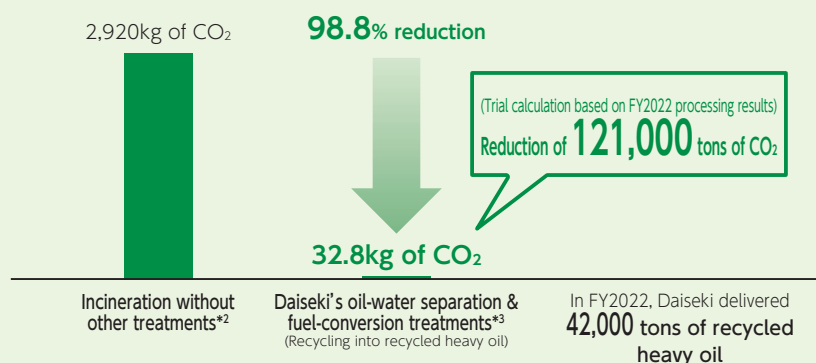 2,920kg of CO₂
98.8% reduction
(Trial calculation based on FY2022 processing results)
Reduction of 121,000 tons of CO₂
32.8kg of CO₂
Incineration without
other treatments*²
Daiseki's oil-water separation &
fuel-conversion treatments*³
(Recycling into recycled heavy oil)
In FY2022, Daiseki delivered
42,000 tons of recycled
heavy oil